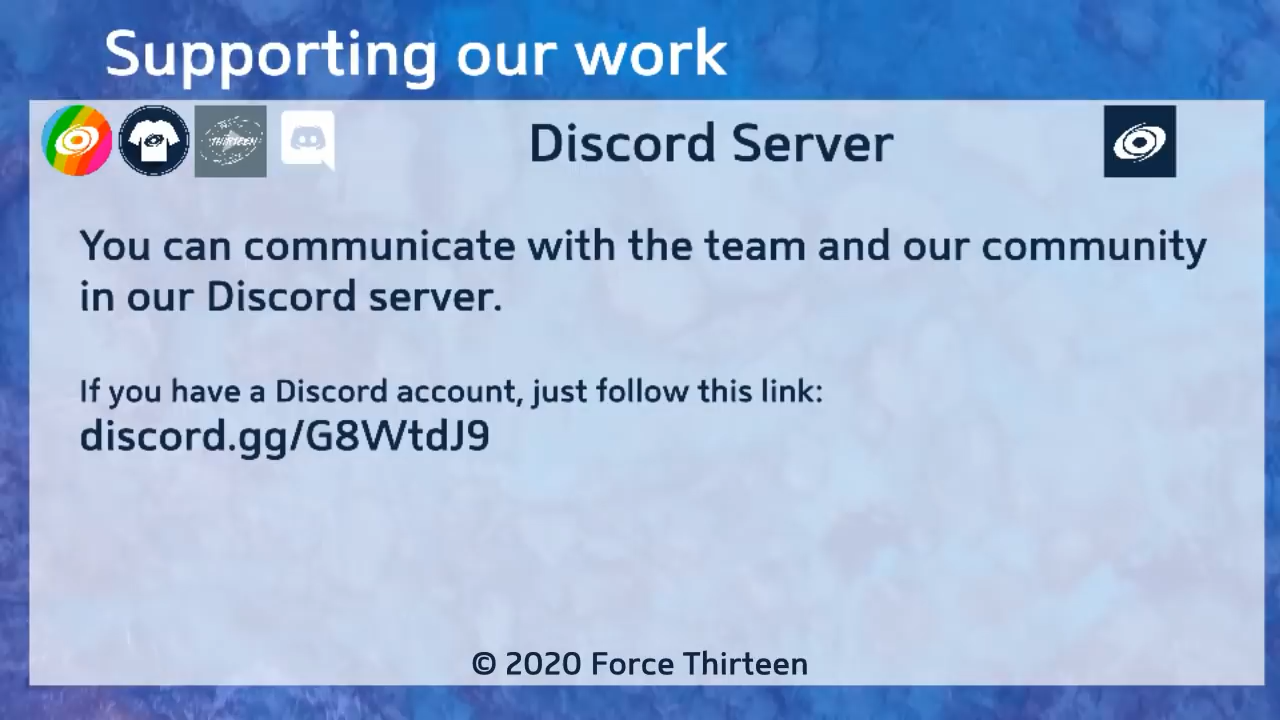 Supporting our work
THIRTEEN
Discord Server
You can communicate with the team and our community
in our Discord server.
If you have a Discord account, just follow this link:
discord.gg/G8WtdJ9
© 2020 Force Thirteen